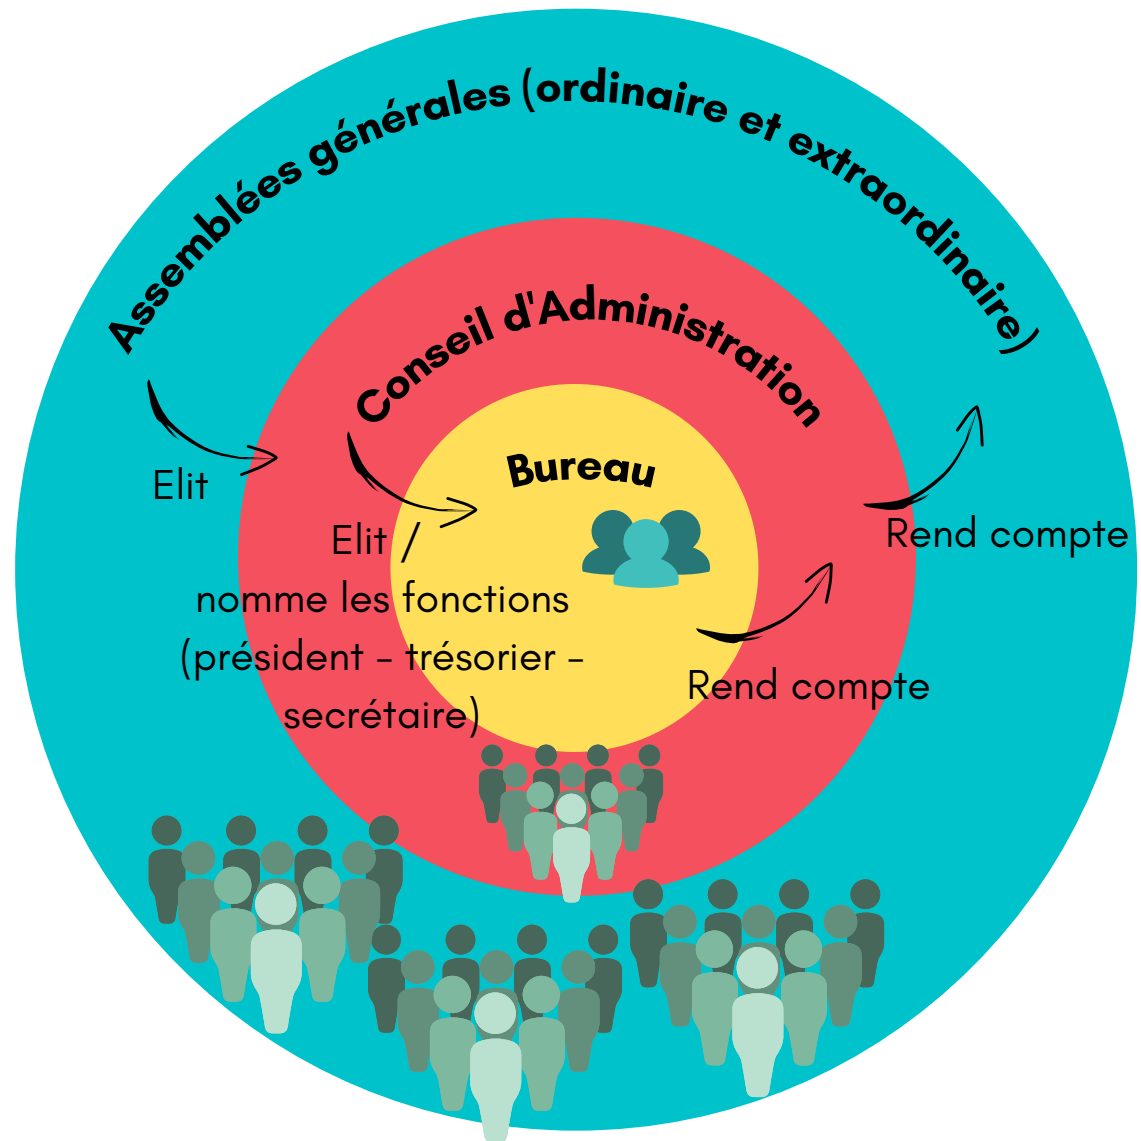 Assemblées générales (ordinaire et extraordinaire)
Conseil d'Administration
Bureau
Elit
Elit /
nomme les fonctions
(président - trésorier -
secrétaire)
Rend compte
Rend compte